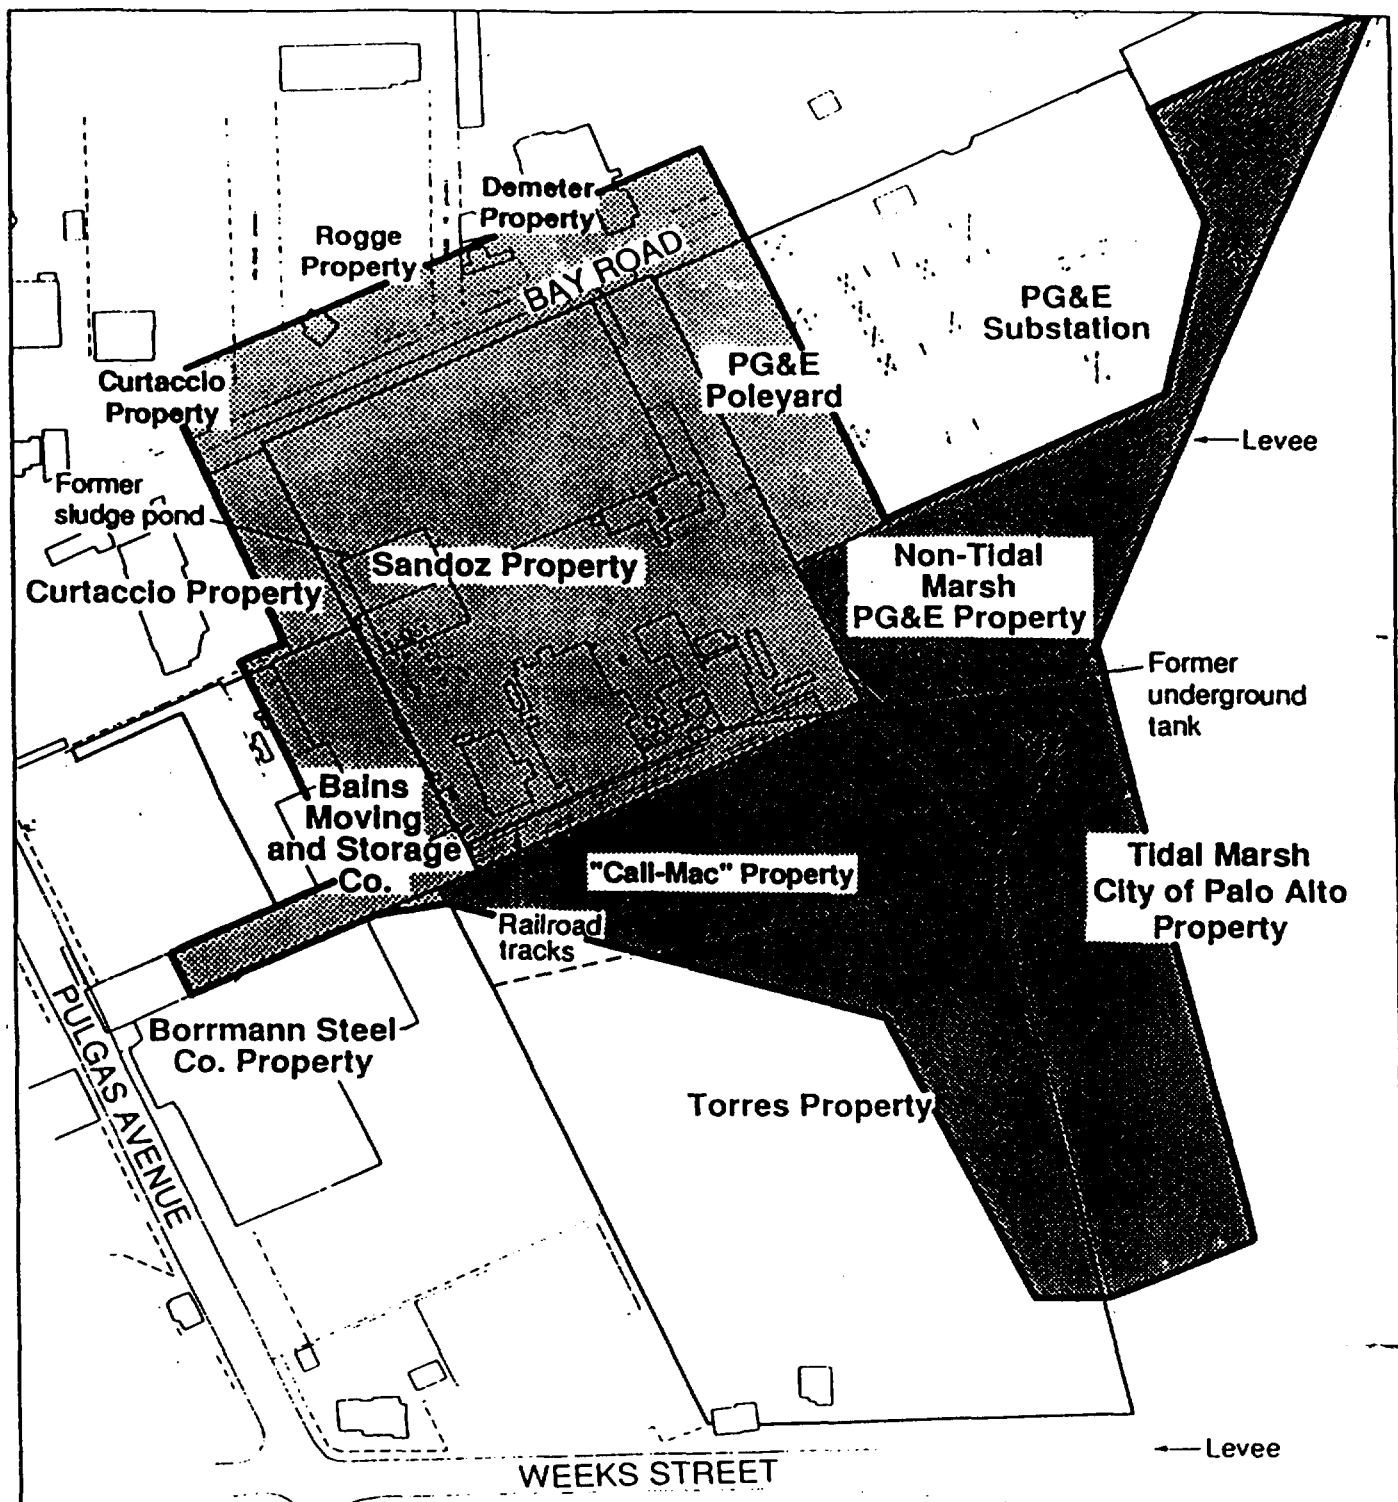 Demeter
Property
Rogge
Property
BAY ROAD
PG&E
Substation
PG&E
Poleyard
Curtaccio
Property
Levee
Former
sludge pond
Sandoz Property
Non-Tidal
Marsh
PG&E Property
Curtaccio Property
Former
underground
tank
Bains
Moving
and Storage
Co.
"Call-Mac" Property
Tidal Marsh
City of Palo Alto
Property
Railroad
tracks
PULGAS AVENUE
Borrmann Steel
Co. Property
Torres Property
Levee
WEEKS STREET